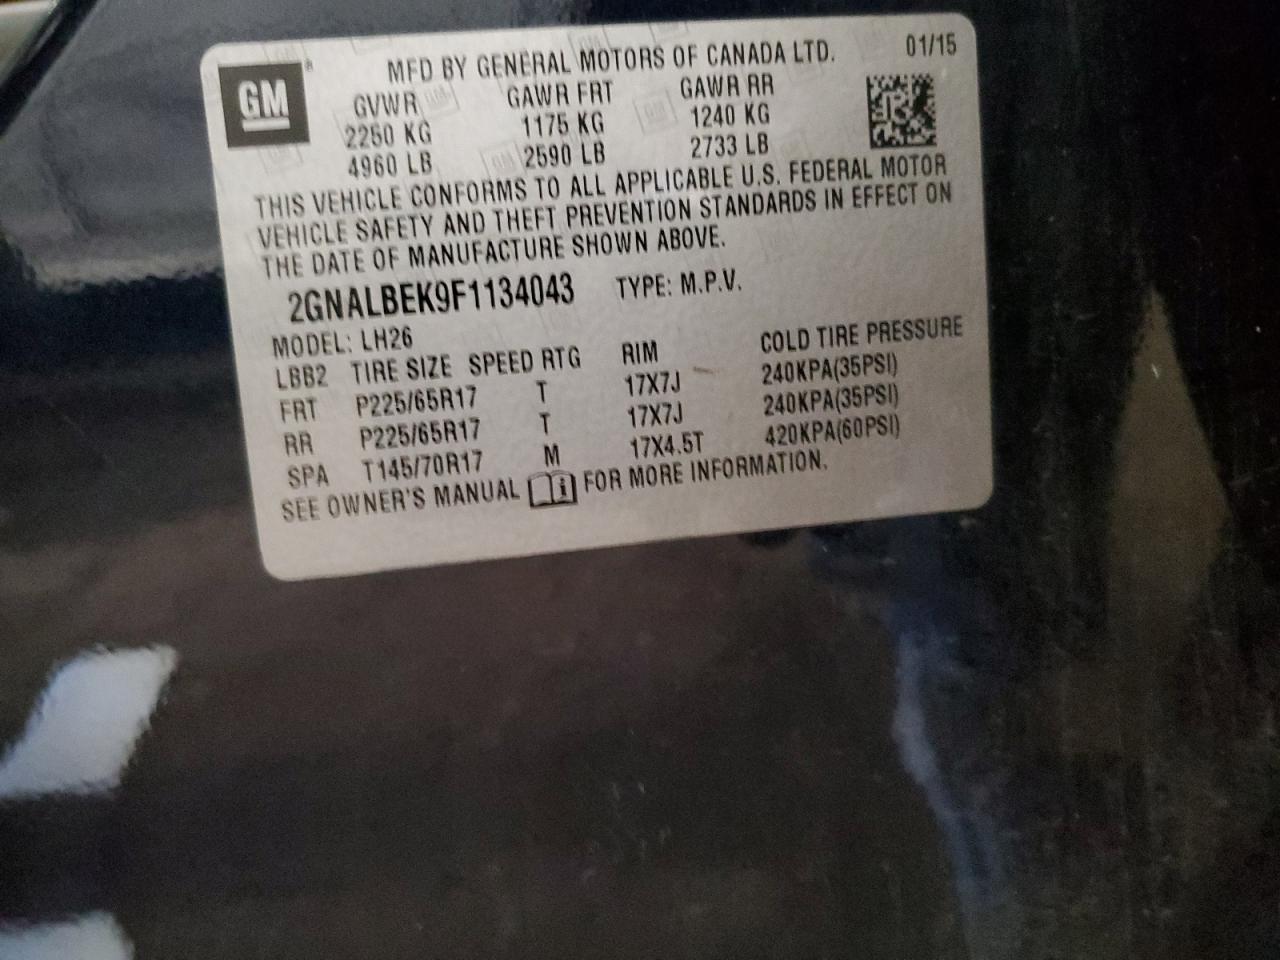 GM ®
MFD BY GENERAL MOTORS OF CANADA LTD. 01/15
GVWR GAWR FRT GAWR RR
2250 KG 1175 KG 1240 KG
4960 LB 2590 LB 2733 LB
THIS VEHICLE CONFORMS TO ALL APPLICABLE U.S. FEDERAL MOTOR
VEHICLE SAFETY AND THEFT PREVENTION STANDARDS IN EFFECT ON
THE DATE OF MANUFACTURE SHOWN ABOVE.
2GNALBEK9F1134043 TYPE: M.P.V.
MODEL: LH26
LBB2 TIRE SIZE SPEED RTG RIM COLD TIRE PRESSURE
FRT P225/65R17 T 17X7J 240KPA(35PSI)
RR P225/65R17 T 17X7J 240KPA(35PSI)
SPA T145/70R17 M 17X4.5T 420KPA(60PSI)
SEE OWNER'S MANUAL i FOR MORE INFORMATION.